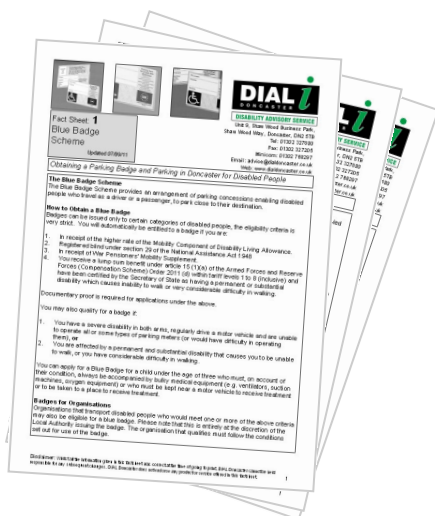 DIAL i
DONCASTER
DISABILITY ADVISORY SERVICE
Unit 9, Shaw Wood Business Park,
Shaw Wood Way, Doncaster, DN2 5TB
Tel: 01302 327800
Fax: 01302 327205
Minicom: 01302 768297
Email: advice@dialdoncaster.co.uk
Web: www.dialdoncaster.co.uk
Fact Sheet: 1
Blue Badge
Scheme
Obtaining a Parking Badge and Parking in Doncaster for Disabled People
The Blue Badge Scheme
The Blue Badge Scheme provides an arrangement of parking concessions enabling disabled
people who travel as a driver or a passenger, to park close to their destination.
How to Obtain a Blue Badge
Badges can be issued only to certain categories of disabled people, the eligibility criteria is
very strict. You will automatically be entitled to a badge if you are:
1. In receipt of the higher rate of the Mobility Component of Disability Living Allowance.
2. Registered blind under section 29 of the National Assistance Act 1948
3. In receipt of War Pensioners' Mobility Supplement.
4. You receive a lump sum benefit under article 15 (1)(a) of the Armed Forces and Reserve
Forces (Compensation Scheme) Order 2011 (a) within tariff levels 1 to 8 (inclusive) and
have been certified by the Secretary of State as having a permanent or substantial
disability which causes inability to walk or very considerable difficulty in walking.
Documentary proof is required for applications under the above.
You may also qualify for a badge if:
1. You have a severe disability in both arms, regularly drive a motor vehicle and are unable
to operate all or some types of parking meters (or would have difficulty in operating
them), or
2. You are affected by a permanent and substantial disability that causes you to be unable
to walk, or you have considerable difficulty in walking.
You can apply for a Blue Badge for a child under the age of three who must, on account of
their condition, always be accompanied by bulky medical equipment (e.g. ventilators, suction
machines, oxygen equipment) or who must be kept near a motor vehicle to receive treatment
or to be taken to a place to receive treatment.
Badges for Organisations
Organisations that transport disabled people who would meet one or more of the above criteria
may also be eligible for a blue badge. Please note that this is entirely at the discretion of the
Local Authority issuing the badge. The organisation that qualifies must follow the conditions
set out for use of the badge.
1